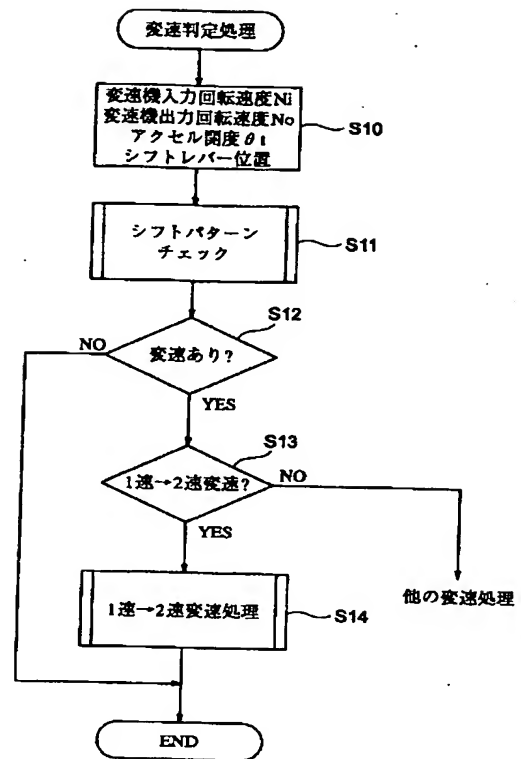 変速判定処理
変速機入力回転速度Ni
変速機出力回転速度No
アクセル開度θt
シフトレバー位置
S10
シフトパターン
チェック
S11
S12
変速あり?
NO
YES
S13
1速→2速変速?
NO
YES
1速→2速変速処理
S14
他の変速処理
END